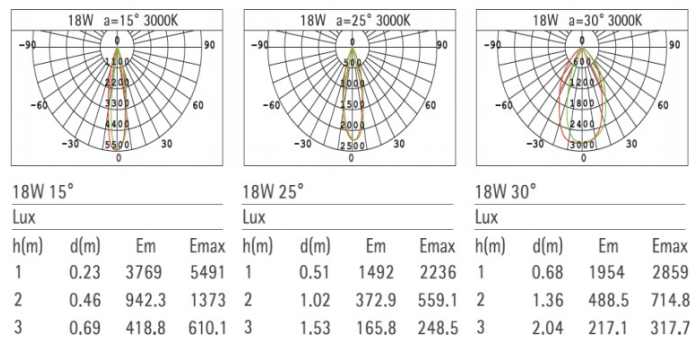 18W a=15° 3000K
0
-90 90
1100
2200
-60 3300 60
4400
-30 5500 30
0
18W 15°
Lux
h(m) d(m) Em Emax
1 0.23 3769 5491
2 0.46 942.3 1373
3 0.69 418.8 610.1
18W a=25° 3000K
0
-90 90
500
1000
-60 1500 60
2000
-30 2500 30
0
18W 25°
Lux
h(m) d(m) Em Emax
1 0.51 1492 2236
2 1.02 372.9 559.1
3 1.53 165.8 248.5
18W a=30° 3000K
0
-90 90
600
1200
-60 1800 60
2400
-30 3000 30
0
18W 30°
Lux
h(m) d(m) Em Emax
1 0.68 1954 2859
2 1.36 488.5 714.8
3 2.04 217.1 317.7